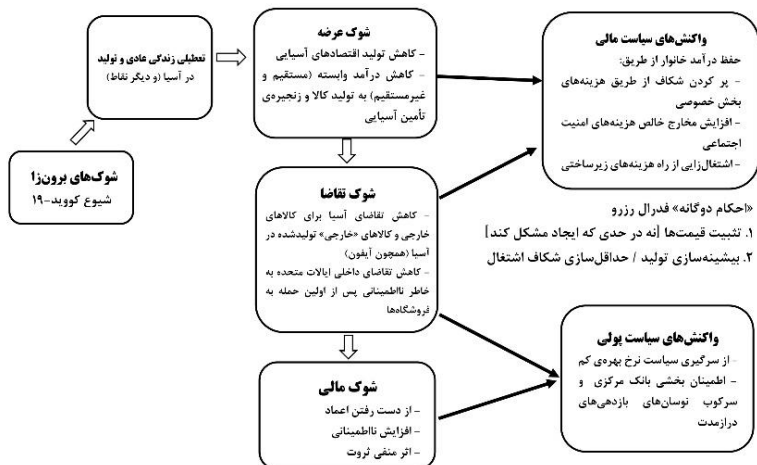 شوک‌های برون‌زا
شیوع کووید-۱۹
تعطیلی زندگی عادی و تولید
در آسیا (و دیگر نقاط)
شوک عرضه
- کاهش تولید اقتصادهای آسیایی
- کاهش درآمد وابسته (مستقیم و
غیرمستقیم) به تولید کالا و زنجیره‌ی
تأمین آسیایی
شوک تقاضا
- کاهش تقاضای آسیا برای کالاهای
خارجی و کالاهای «خارجی» تولیدشده در
آسیا (همچون آیفون)
- کاهش تقاضای داخلی ایالات متحده به
خاطر نااطمینانی پس از اولین حمله به
فروشگاه‌ها
شوک مالی
- از دست رفتن اعماد
- افزایش نااطمینانی
- اثر منفی ثروت
واکنش‌های سیاست مالی
حفظ درآمد خانوار از طریق:
- پر کردن شکاف از طریق هزینه‌های
بخش خصوصی
- افزایش مخارج خالص هزینه‌های امنیت
اجتماعی
- اشتغال‌زایی از راه هزینه‌های زیرساختی
«احکام دوگانه» فدرال رزرو
۱. تثبیت قیمت‌ها [نه در حدی که ایجاد مشکل کند]
۲. بیشینه‌سازی تولید / حداقل‌سازی شکاف اشتغال
واکنش‌های سیاست پولی
- از سرگیری سیاست نرخ بهره‌ی کم
- اطمینان بخشی بانک مرکزی و
سرکوب نوسان‌های بازدهی‌های
درازمدت